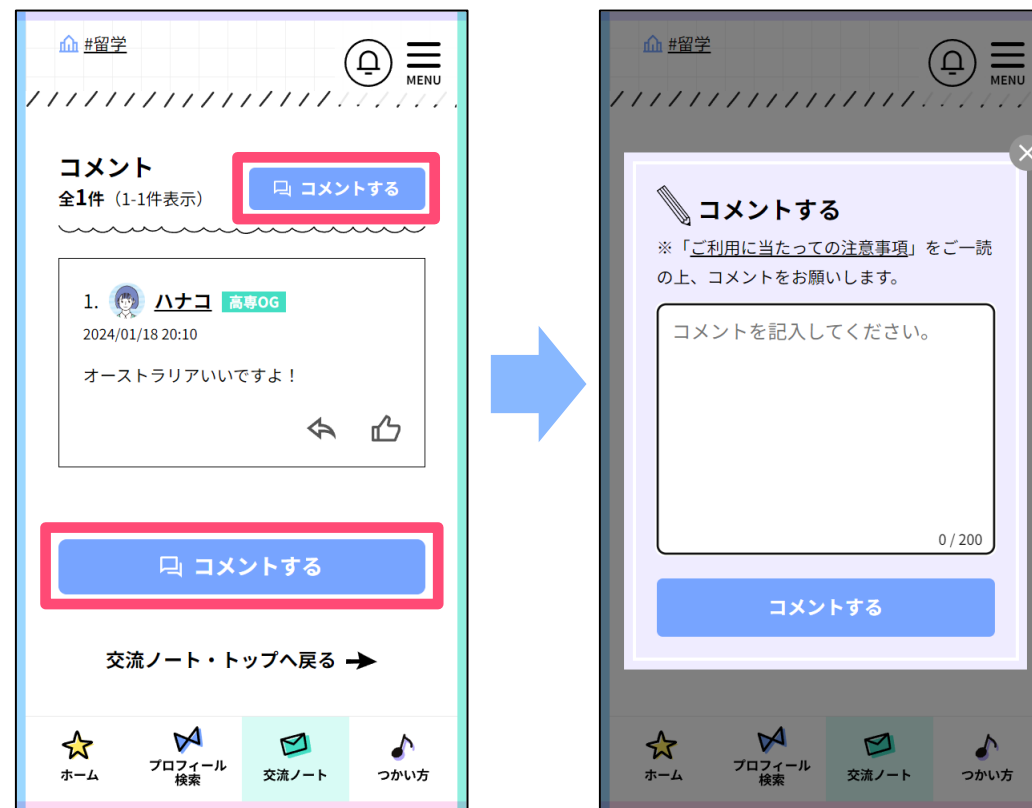 #留学
MENU
コメント
全1件（1-1件表示）
コメントする
1. ハナコ 高専OG
2024/01/18 20:10
オーストラリアいいですよ！
コメントする
交流ノート・トップへ戻る
ホーム
プロフィール
検索
交流ノート
つかい方
#留学
MENU
コメントする
※「ご利用に当たっての注意事項」をご一読
の上、コメントをお願いします。
コメントを記入してください。
0 / 200
コメントする
ホーム
プロフィール
検索
交流ノート
つかい方